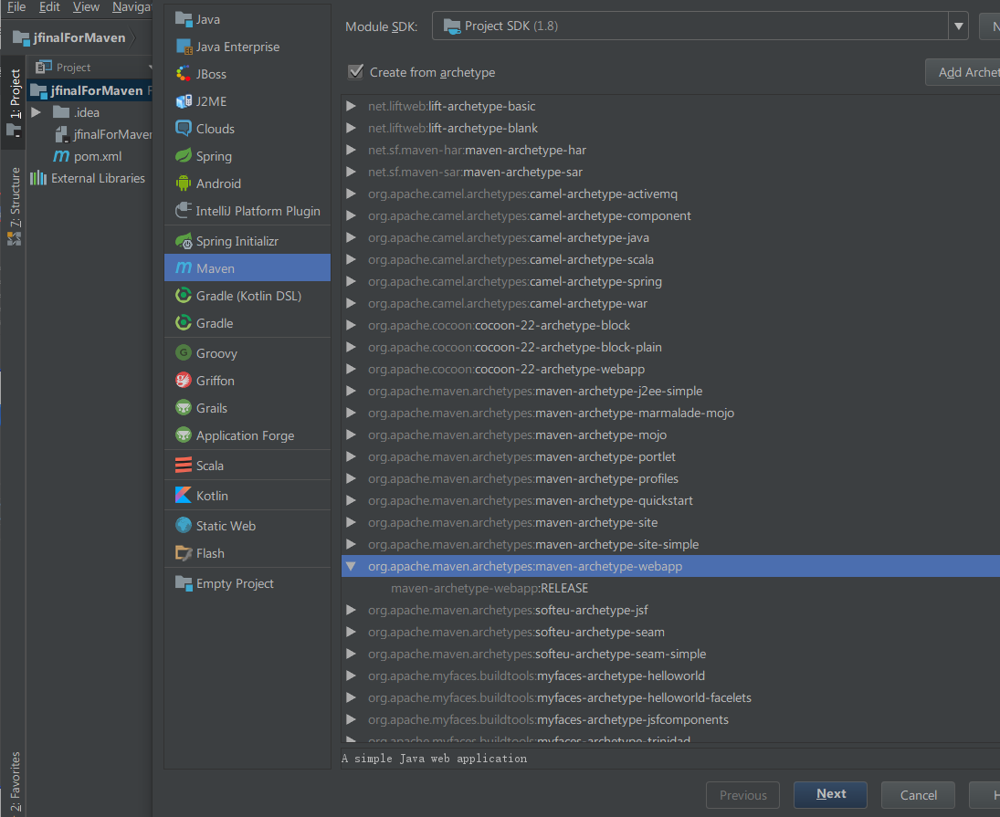 File Edit View Navigat
jfinalForMaven
1: Project
7: Structure
2: Favorites
Project
jfinalForMaven
.idea
jfinalForMaven
pom.xml
External Libraries
Java
Java Enterprise
JBoss
J2ME
Clouds
Spring
Android
IntelliJ Platform Plugin
Spring Initializr
Maven
Gradle (Kotlin DSL)
Gradle
Groovy
Griffon
Grails
Application Forge
Scala
Kotlin
Static Web
Flash
Empty Project
Module SDK: Project SDK (1.8) N
Create from archetype Add Archet
net.liftweb:lift-archetype-basic
net.liftweb:lift-archetype-blank
net.sf.maven-har:maven-archetype-har
net.sf.maven-sar:maven-archetype-sar
org.apache.camel.archetypes:camel-archetype-activemq
org.apache.camel.archetypes:camel-archetype-component
org.apache.camel.archetypes:camel-archetype-java
org.apache.camel.archetypes:camel-archetype-scala
org.apache.camel.archetypes:camel-archetype-spring
org.apache.camel.archetypes:camel-archetype-war
org.apache.cocoon:cocoon-22-archetype-block
org.apache.cocoon:cocoon-22-archetype-block-plain
org.apache.cocoon:cocoon-22-archetype-webapp
org.apache.maven.archetypes:maven-archetype-j2ee-simple
org.apache.maven.archetypes:maven-archetype-marmalade-mojo
org.apache.maven.archetypes:maven-archetype-mojo
org.apache.maven.archetypes:maven-archetype-portlet
org.apache.maven.archetypes:maven-archetype-profiles
org.apache.maven.archetypes:maven-archetype-quickstart
org.apache.maven.archetypes:maven-archetype-site
org.apache.maven.archetypes:maven-archetype-site-simple
org.apache.maven.archetypes:maven-archetype-webapp
maven-archetype-webapp:RELEASE
org.apache.maven.archetypes:softeu-archetype-jsf
org.apache.maven.archetypes:softeu-archetype-seam
org.apache.maven.archetypes:softeu-archetype-seam-simple
org.apache.myfaces.buildtools:myfaces-archetype-helloworld
org.apache.myfaces.buildtools:myfaces-archetype-helloworld-facelets
org.apache.myfaces.buildtools:myfaces-archetype-jsfcomponents
org.apache.myfaces.buildtools:myfaces-archetype-trinidad
A simple Java web application
Previous Next Cancel H